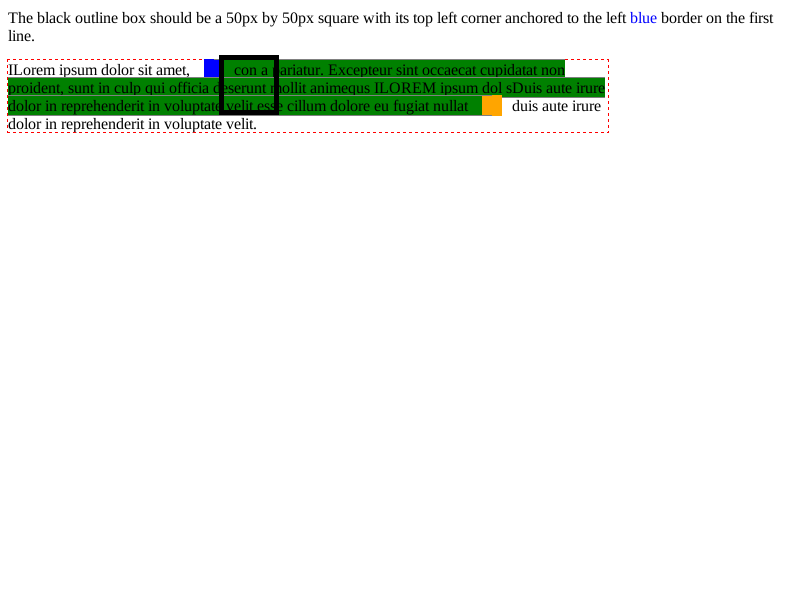 The black outline box should be a 50px by 50px square with its top left corner anchored to the left blue border on the first
line.
ILorem ipsum dolor sit amet, con a pariatur. Excepteur sint occaecat cupidatat non
proident, sunt in culp qui officia deserunt mollit animequs ILOREM ipsum dol sDuis aute irure
dolor in reprehenderit in voluptate velit esse cillum dolore eu fugiat nullat duis aute irure
dolor in reprehenderit in voluptate velit.